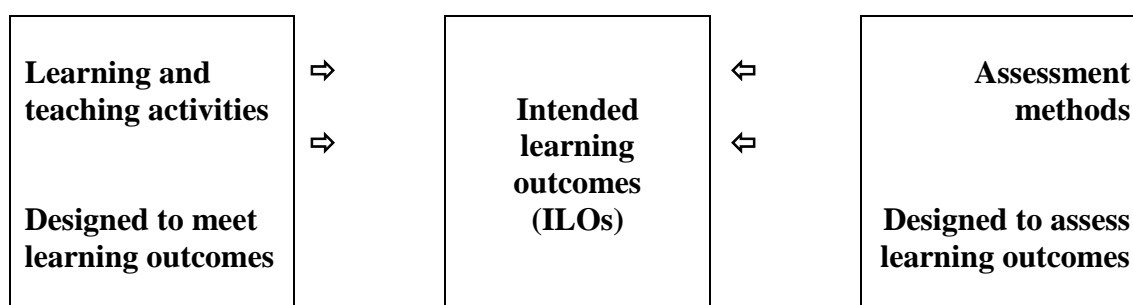 Learning and
teaching activities
Designed to meet
learning outcomes
⇨
⇨
Intended
learning
outcomes
(ILOs)
⇦
⇦
Assessment
methods
Designed to assess
learning outcomes